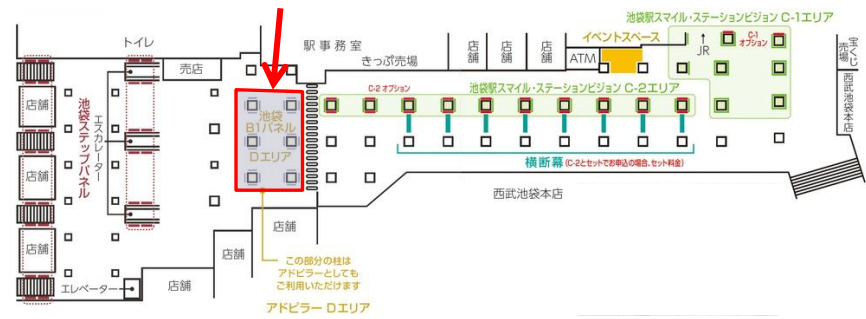 池袋駅スマイル・ステーションビジョン C-1エリア
トイレ
駅事務室
きっぷ売場
店舗
店舗
店舗
イベントスペース
ATM
JR
C-1
オプション
宝くじ
売場
西武池袋本店
売店
C-2 オプション
池袋駅スマイル・ステーションビジョン C-2エリア
店舗
池袋ステップパネル
エスカレーター
池袋
B1パネル
Dエリア
横断幕(C-2とセットでお申込の場合、セット料金)
店舗
西武池袋本店
店舗
店舗
店舗
この部分の柱は
アドピラーとしても
ご利用いただけます
エレベーター
店舗
アドピラー Dエリア